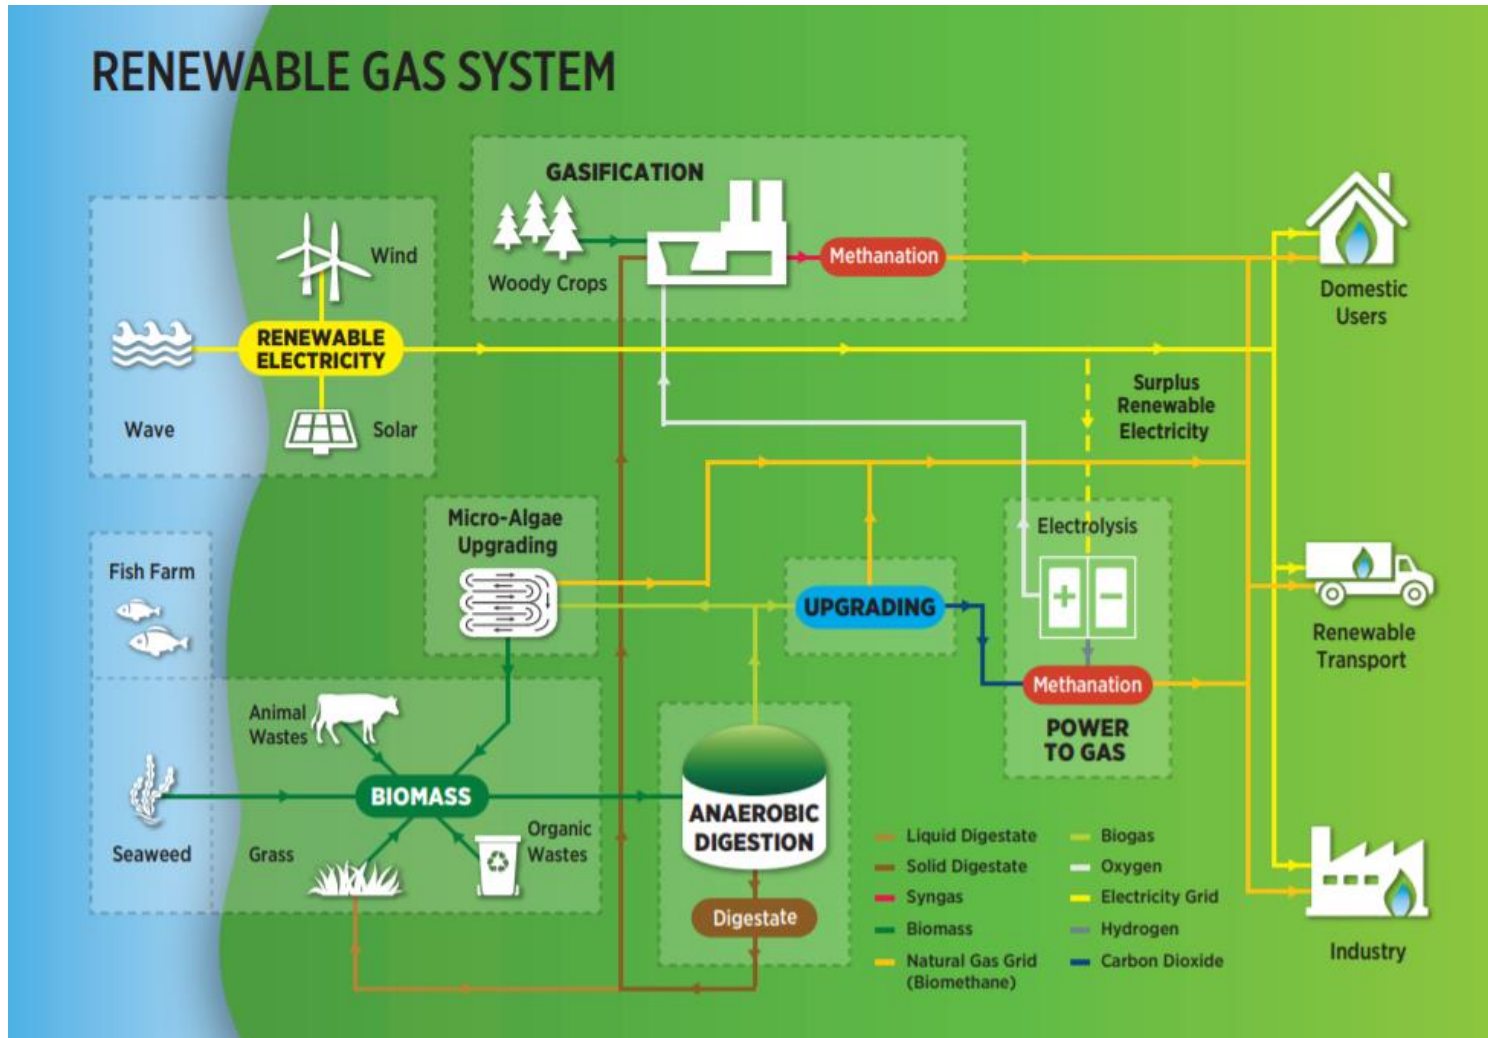 RENEWABLE GAS SYSTEM
GASIFICATION
Woody Crops
Methanation
Domestic
Users
Wind
RENEWABLE
ELECTRICITY
Wave
Solar
Surplus
Renewable
Electricity
Micro-Algae
Upgrading
Electrolysis
+ −
Fish Farm
UPGRADING
Methanation
POWER
TO GAS
Renewable
Transport
Animal
Wastes
BIOMASS
Seaweed
Grass
Organic
Wastes
ANAEROBIC
DIGESTION
Digestate
Liquid Digestate
Solid Digestate
Syngas
Biomass
Natural Gas Grid
(Biomethane)
Biogas
Oxygen
Electricity Grid
Hydrogen
Carbon Dioxide
Industry